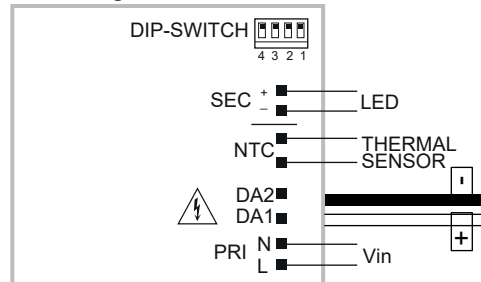 DIP-SWITCH
4 3 2 1
SEC + LED
−
NTC THERMAL
SENSOR
DA2 -
DA1
PRI N + Vin
L